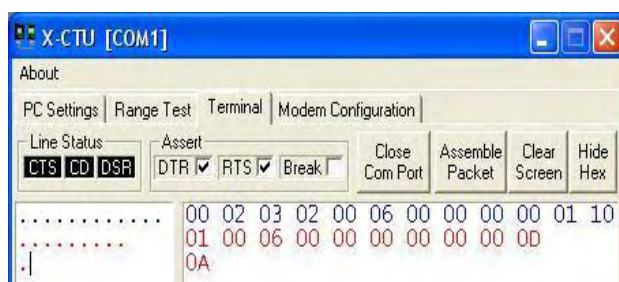 X-CTU [COM1]
About
PC Settings Range Test Terminal Modem Configuration
Line Status Assert
CTS CD DSR DTR RTS Break Close Com Port Assemble Packet Clear Screen Hide Hex
............ 00 02 03 02 00 06 00 00 00 00 01 10
......... 01 00 06 00 00 00 00 00 00 0D
. 0A